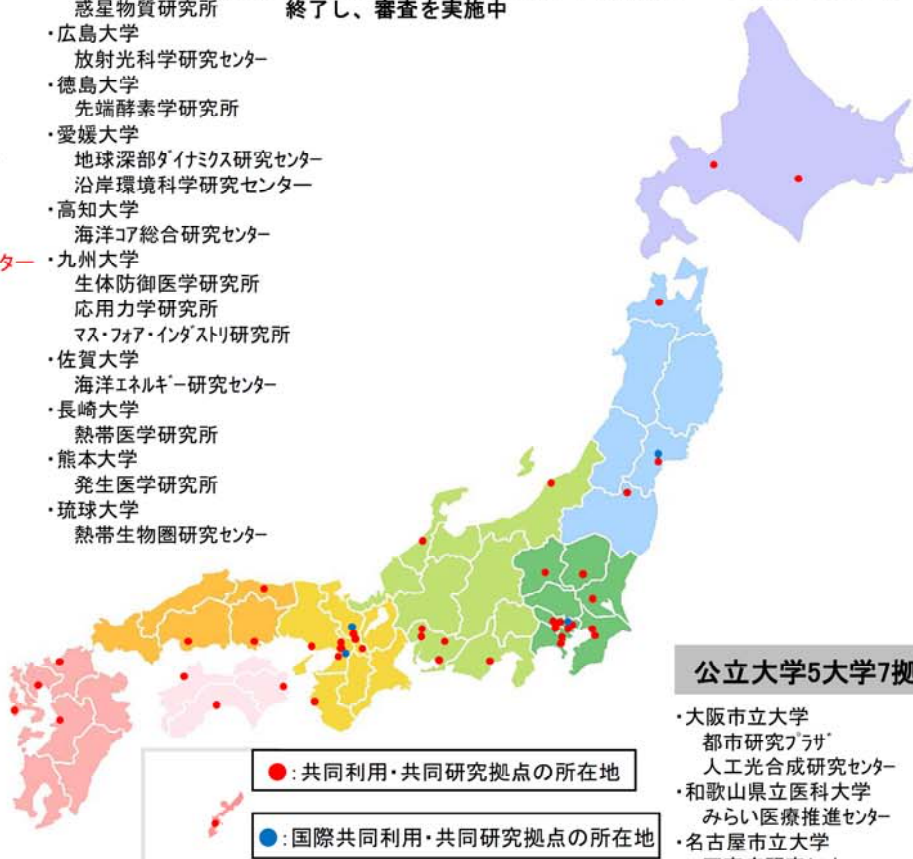 惑星物質研究所
終了し、審査を実施中
・広島大学
放射光科学研究センター
・徳島大学
先端酵素学研究所
・愛媛大学
地球深部ダイナミクス研究センター
沿岸環境科学研究センター
・高知大学
海洋コア総合研究センター
ター
・九州大学
生体防御医学研究所
応用力学研究所
マス・フォア・インダストリ研究所
・佐賀大学
海洋エネルギー研究センター
・長崎大学
熱帯医学研究所
・熊本大学
発生医学研究所
・琉球大学
熱帯生物圏研究センター
●:共同利用・共同研究拠点の所在地
●:国際共同利用・共同研究拠点の所在地
公立大学5大学7拠
・大阪市立大学
都市研究プラザ
人工光合成研究センター
・和歌山県立医科大学
みらい医療推進センター
・名古屋市立大学